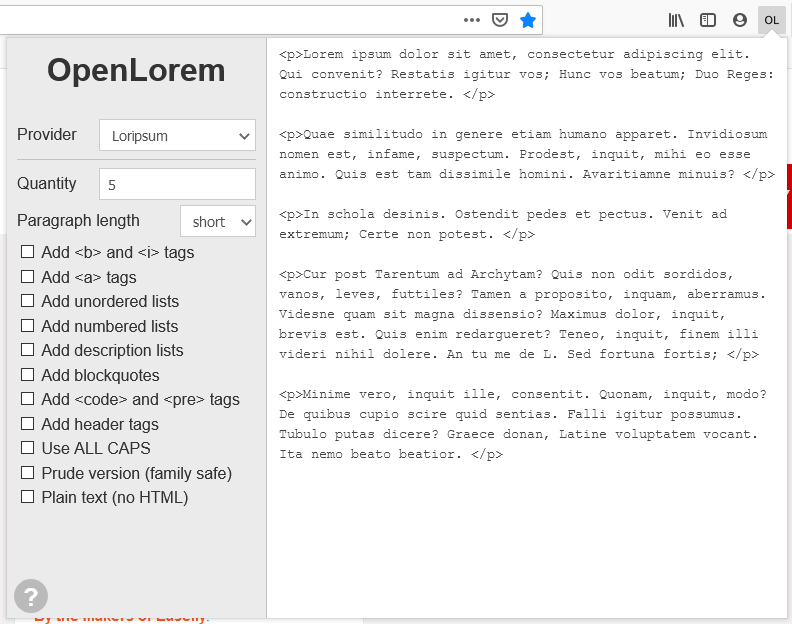 OL
OpenLorem
Provider
Loripsum
Quantity
5
Paragraph length
short
Add <b> and <i> tags
Add <a> tags
Add unordered lists
Add numbered lists
Add description lists
Add blockquotes
Add <code> and <pre> tags
Add header tags
Use ALL CAPS
Prude version (family safe)
Plain text (no HTML)
?
<p>Lorem ipsum dolor sit amet, consectetur adipiscing elit.
Qui convenit? Restatis igitur vos; Hunc vos beatum; Duo Reges:
constructio interrete. </p>
<p>Quae similitudo in genere etiam humano apparet. Invidiosum
nomen est, infame, suspectum. Prodest, inquit, mihi eo esse
animo. Quis est tam dissimile homini. Avaritiamne minuis? </p>
<p>In schola desinis. Ostendit pedes et pectus. Venit ad
extremum; Certe non potest. </p>
<p>Cur post Tarentum ad Archytam? Quis non odit sordidos,
vanos, leves, futtiles? Tamen a proposito, inquam, aberramus.
Videsne quam sit magna dissensio? Maximus dolor, inquit,
brevis est. Quis enim redargueret? Teneo, inquit, finem illi
videri nihil dolere. An tu me de L. Sed fortuna fortis; </p>
<p>Minime vero, inquit ille, consentit. Quonam, inquit, modo?
De quibus cupio scire quid sentias. Falli igitur possumus.
Tubulo putas dicere? Graece donan, Latine voluptatem vocant.
Ita nemo beato beatior. </p>
By the makers of Easelly!